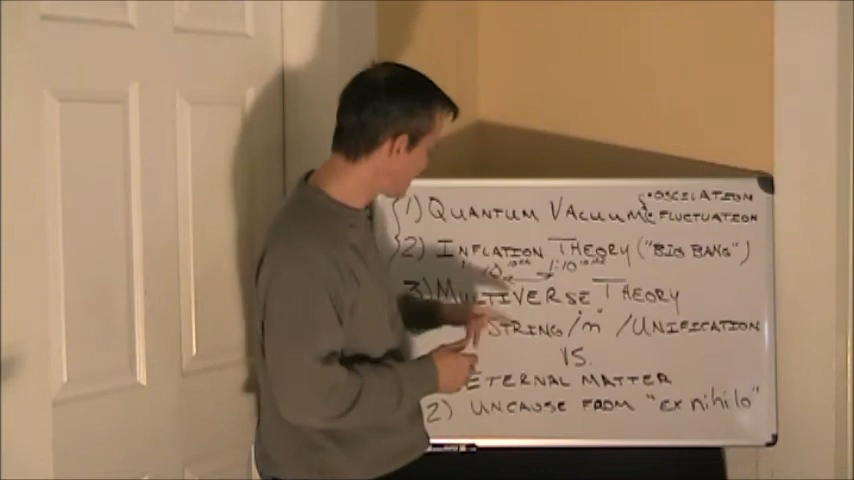 1) QUANTUM VACUUM • OSCELATION
• FLUCTUATION
2) INFLATION THEORY ("BIG BANG")
3) MULTIVERSE THEORY
STRING / "m" / UNIFICATION
VS.
ETERNAL MATTER
2) UNCAUSE FROM "ex nihilo"